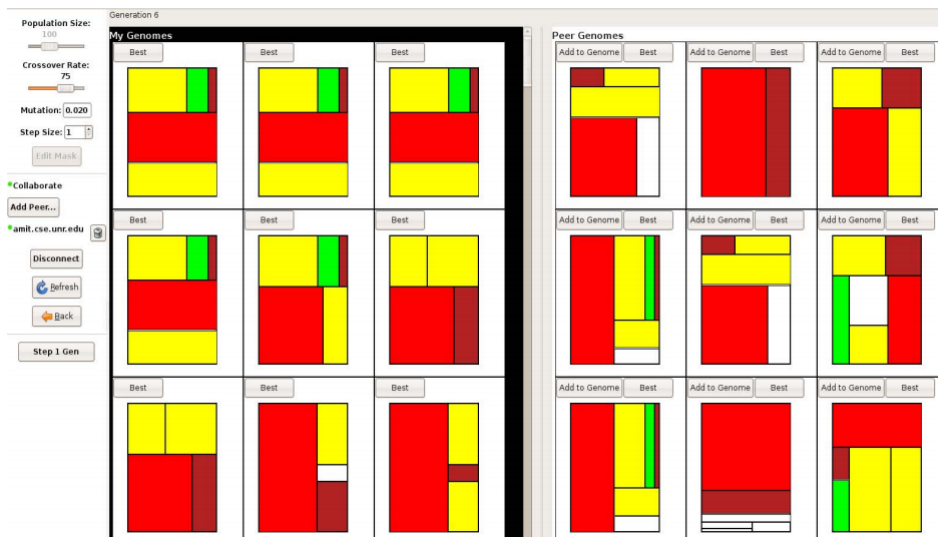 Generation 6
Population Size:
100
Crossover Rate:
75
Mutation: 0.020
Step Size: 1
Edit Mask
Collaborate
Add Peer...
amit.cse.unr.edu
Disconnect
Refresh
Back
Step 1 Gen
My Genomes
Best Best Best
Best Best Best
Best Best Best
Peer Genomes
Add to Genome Best Add to Genome Best Add to Genome Best
Add to Genome Best Add to Genome Best Add to Genome Best
Add to Genome Best Add to Genome Best Add to Genome Best